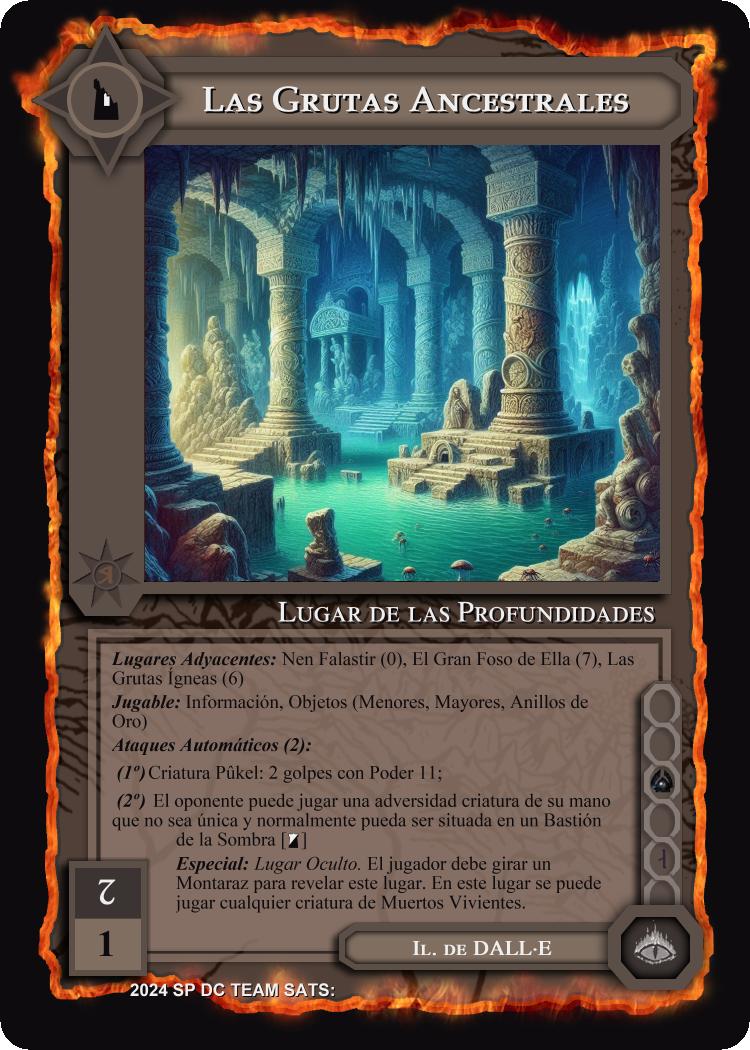 Las Grutas Ancestrales
Lugar de las Profundidades
Lugares Adyacentes: Nen Falastir (0), El Gran Foso de Ella (7), Las
Grutas Ígneas (6)
Jugable: Información, Objetos (Menores, Mayores, Anillos de
Oro)
Ataques Automáticos (2):
(1º) Criatura Pûkel: 2 golpes con Poder 11;
(2º) El oponente puede jugar una adversidad criatura de su mano
que no sea única y normalmente pueda ser situada en un Bastión
de la Sombra [ ]
Especial: Lugar Oculto. El jugador debe girar un
Montaraz para revelar este lugar. En este lugar se puede
jugar cualquier criatura de Muertos Vivientes.
1
Il. de DALL·E
2024 SP DC TEAM SATS: